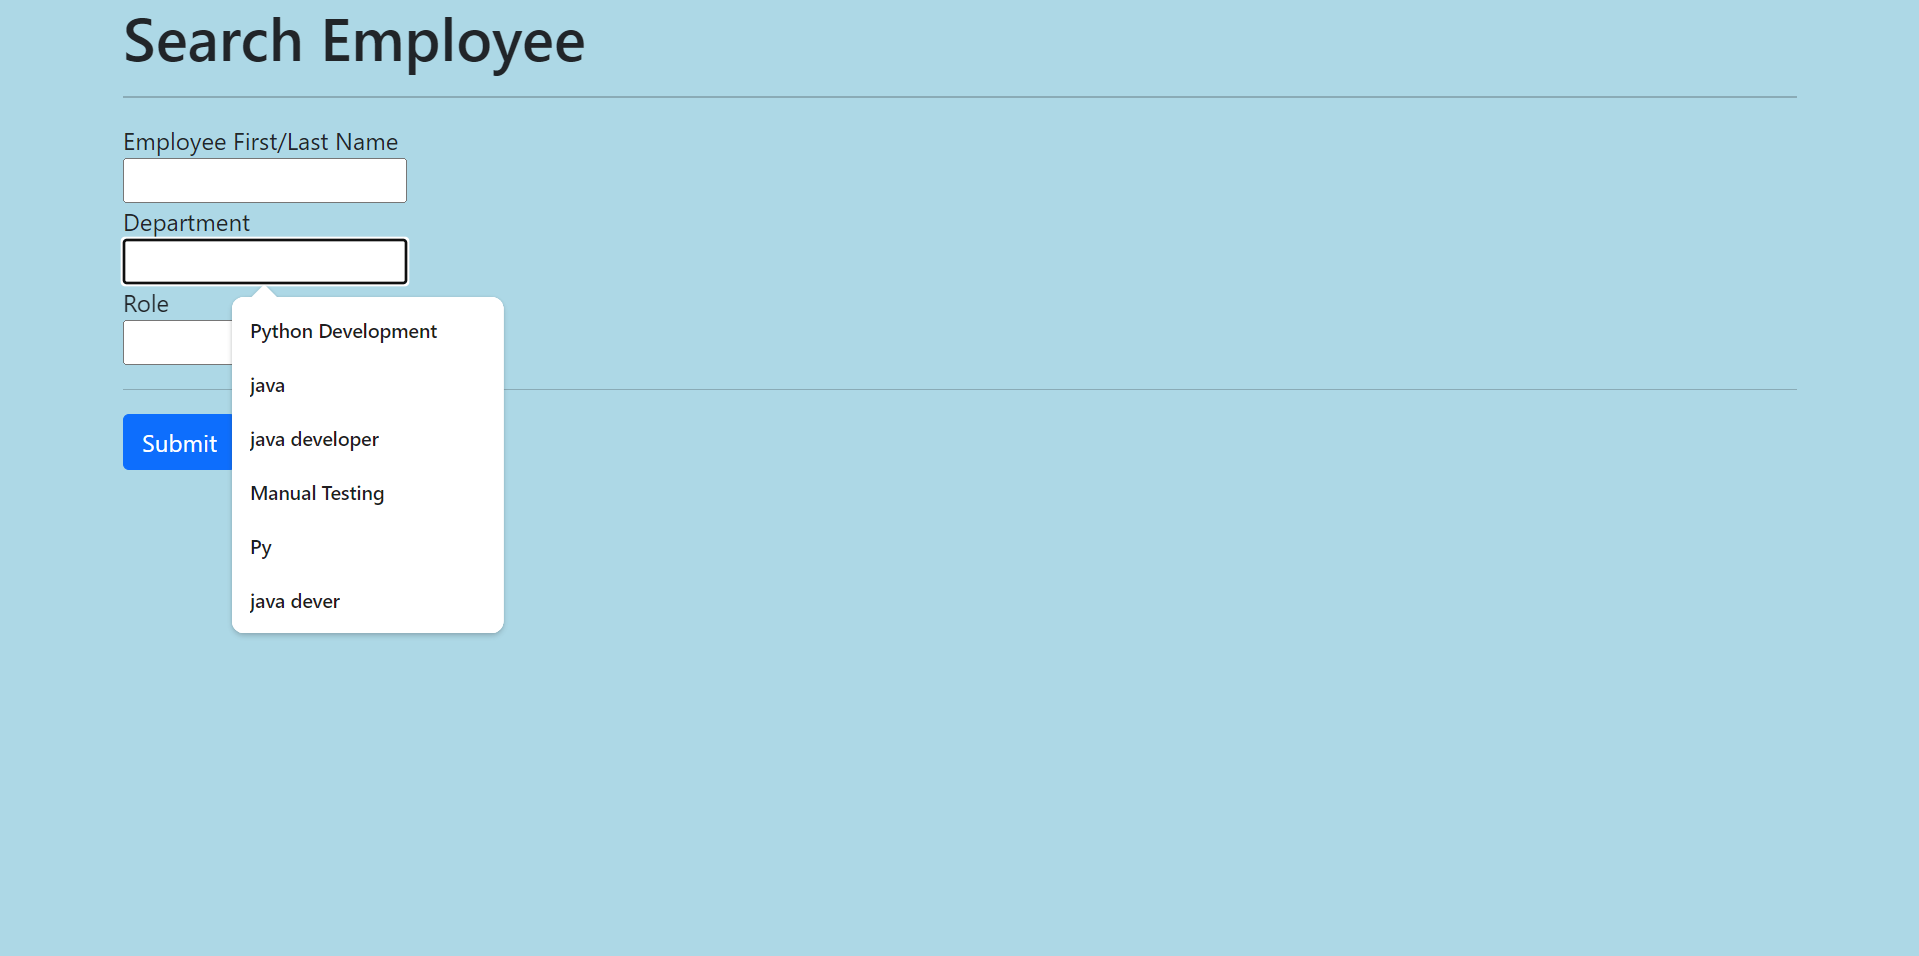 Search Employee
Employee First/Last Name
Department
Role
Python Development
java
java developer
Submit
Manual Testing
Py
java dever